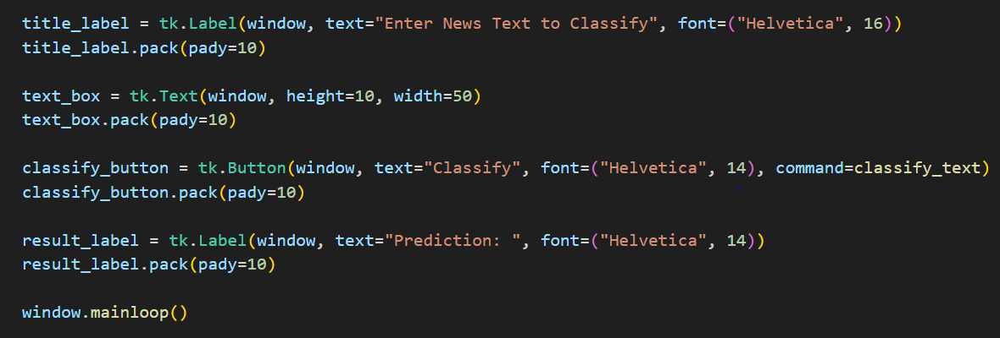 title_label = tk.Label(window, text="Enter News Text to Classify", font=("Helvetica", 16))
title_label.pack(pady=10)
text_box = tk.Text(window, height=10, width=50)
text_box.pack(pady=10)
classify_button = tk.Button(window, text="Classify", font=("Helvetica", 14), command=classify_text)
classify_button.pack(pady=10)
result_label = tk.Label(window, text="Prediction: ", font=("Helvetica", 14))
result_label.pack(pady=10)
window.mainloop()